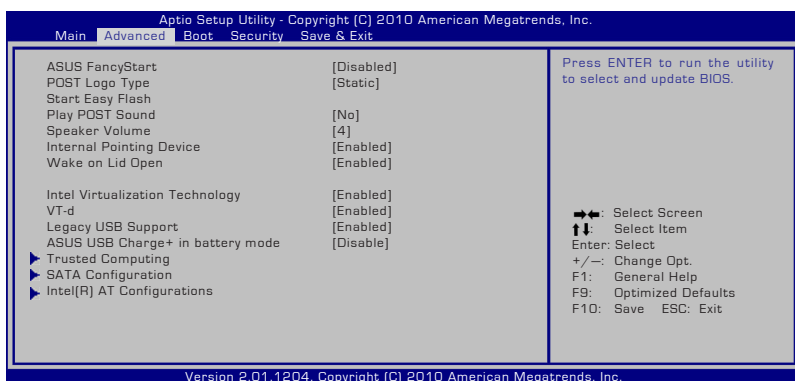 Aptio Setup Utility - Copyright (C) 2010 American Megatrends, Inc.
Main Advanced Boot Security Save & Exit
ASUS FancyStart [Disabled]
POST Logo Type [Static]
Start Easy Flash
Play POST Sound [No]
Speaker Volume [4]
Internal Pointing Device [Enabled]
Wake on Lid Open [Enabled]
Intel Virtualization Technology [Enabled]
VT-d [Enabled]
Legacy USB Support [Enabled]
ASUS USB Charge+ in battery mode [Disable]
Trusted Computing
SATA Configuration
Intel(R) AT Configurations
Press ENTER to run the utility
to select and update BIOS.
→←: Select Screen
↑↓: Select Item
Enter: Select
+/—: Change Opt.
F1: General Help
F9: Optimized Defaults
F10: Save ESC: Exit
Version 2.01.1204. Copyright (C) 2010 American Megatrends, Inc.